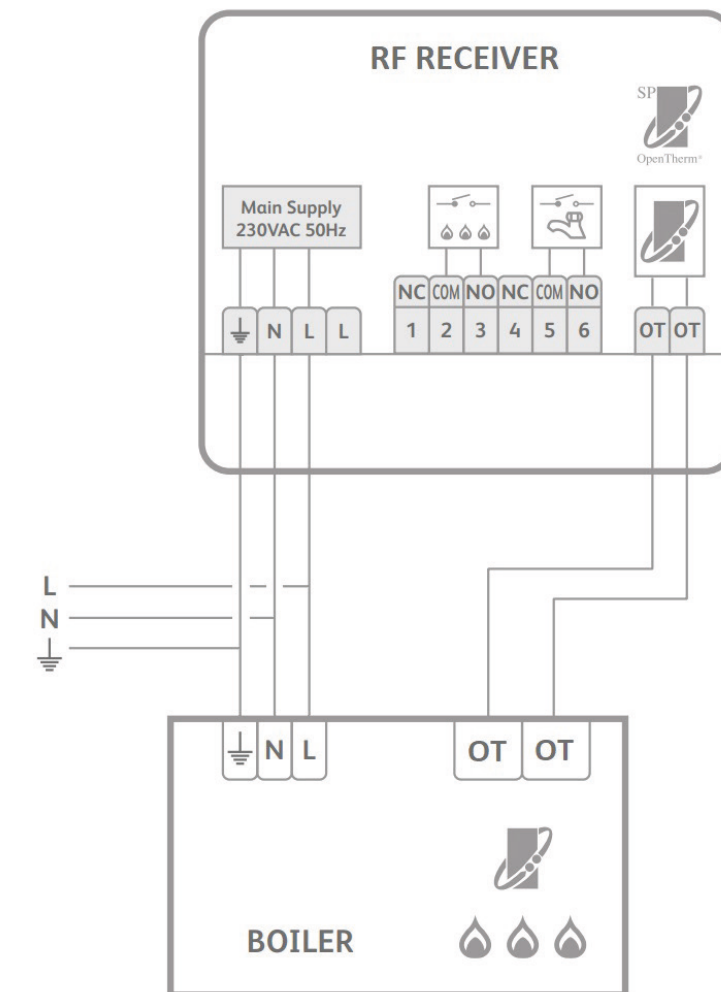 RF RECEIVER
SP
OpenTherm®
Main Supply
230VAC 50Hz
NC COM NO NC COM NO
N L L 1 2 3 4 5 6 OT OT
L
N
N L OT OT
BOILER